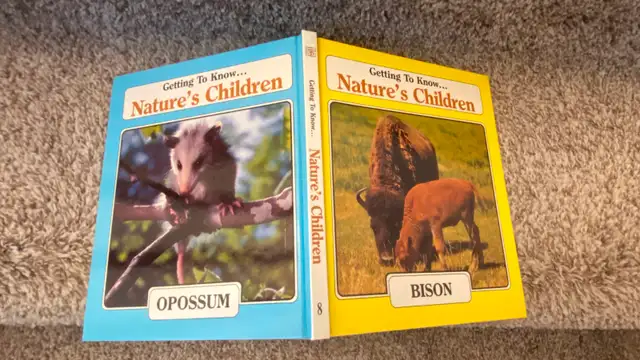 Getting To Know...
Nature's Children
OPOSSUM
Getting To Know...
Nature's Children
8
Getting To Know...
Nature's Children
BISON